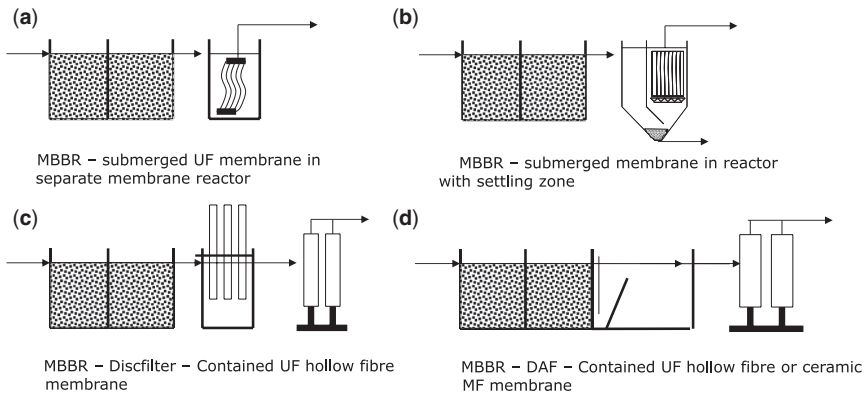 (a)
MBBR – submerged UF membrane in
separate membrane reactor
(b)
MBBR – submerged membrane in reactor
with settling zone
(c)
MBBR – Discfilter – Contained UF hollow fibre
membrane
(d)
MBBR – DAF – Contained UF hollow fibre or ceramic
MF membrane